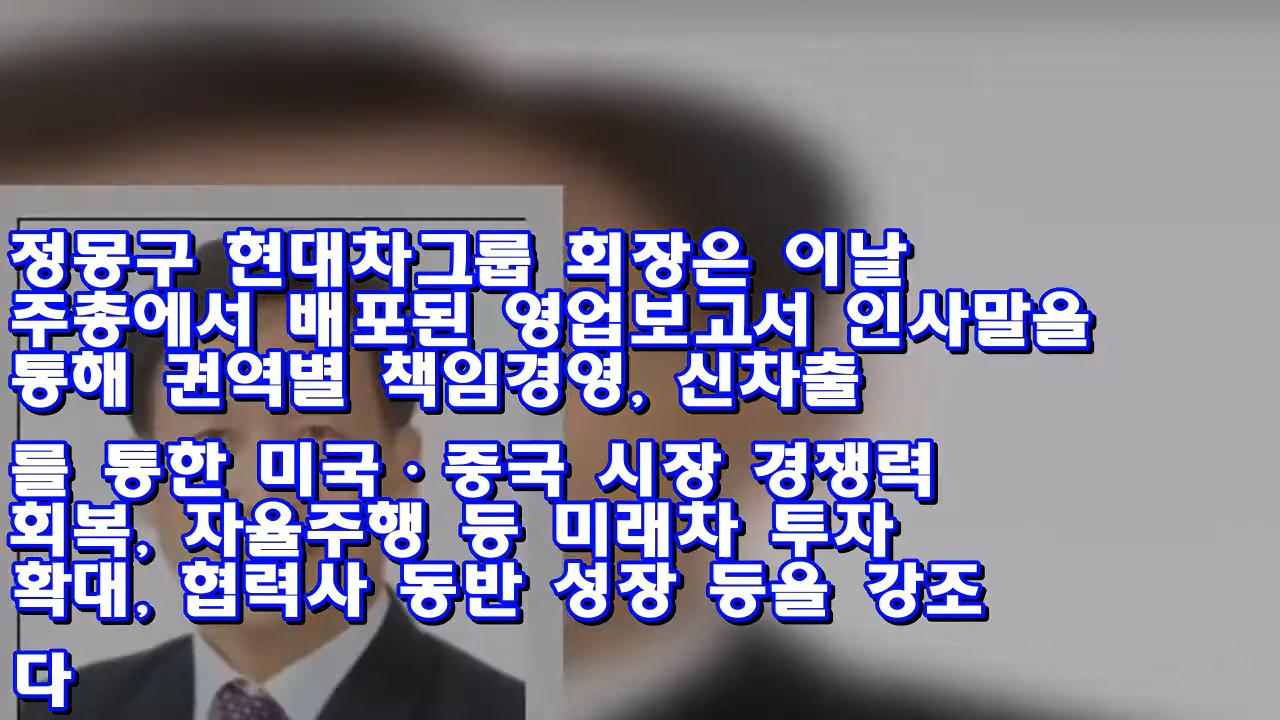 정몽구 현대차그룹 회장은 이날
주총에서 배포된 영업보고서 인사말을
통해 권역별 책임경영, 신차출
를 통한 미국·중국 시장 경쟁력
회복, 자율주행 등 미래차 투자
확대, 협력사 동반 성장 등을 강조
다